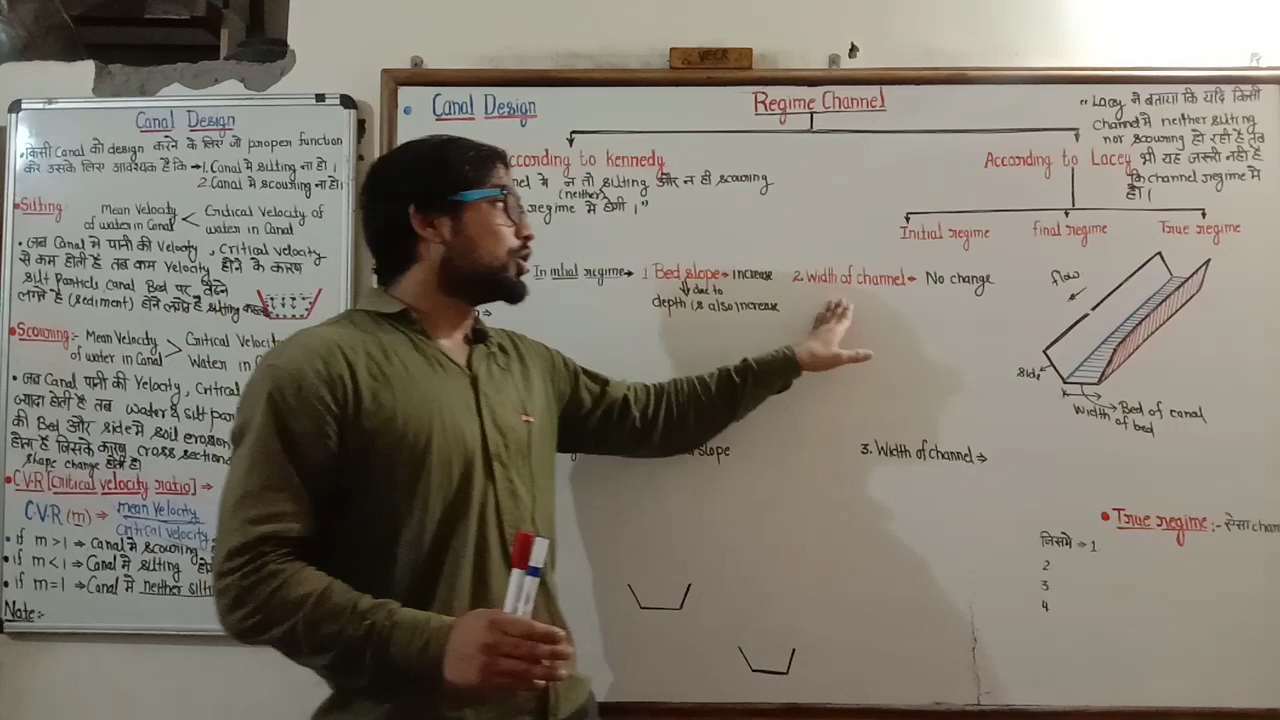 VEER
Canal Design
• किसी Canal को design करने के लिए जो proper function
करे उसके लिए आवश्यक है कि → 1. Canal में silting ना हो।
2. Canal में scouring ना हो।
• Silting:
Mean Velocity of water in Canal < Critical Velocity of water in Canal
• जब Canal में पानी की Velocity, Critical velocity
से कम होती है तब कम Velocity होने के कारण
silt Particle canal Bed पर बैठने
लगते है (sediment) होने लगते है silting
• Scouring:- Mean Velocity of water in Canal > Critical Veloci
Water in
• जब Canal पानी की Velocity, Critical
ज्यादा होती है तब water & silt par
की Bed और side में soil erosion
होता है जिसके कारण cross section
shape change होती है।
• C.V.R [Critical velocity ratio] ⇒
C.V.R (m) ⇒ mean Velocity
critical velocity
• if m > 1 ⇒ Canal में scouring
• if m < 1 ⇒ Canal में silting
• if m = 1 ⇒ Canal में neither silti
Note:-
• Canal Design
Regime Channel
According to Kennedy
nel में न तो silting और न ही scouring
(neither)
regime में होगी।"
According to Lacey
"Lacey ने बताया कि यदि किसी
channel में neither silting
nor scouring हो रही है तब
भी यह जरूरी नही है
कि channel regime में
हो।
Initial regime
final regime
True regime
In initial regime → 1 Bed slope → increase
due to
depth is also increase
2. Width of channel → No change
flow
side
Width of bed
Bed of canal
slope
3. Width of channel ⇒
• True regime :- ऐसा chan
जिसमे ⇒ 1.
2
3
4